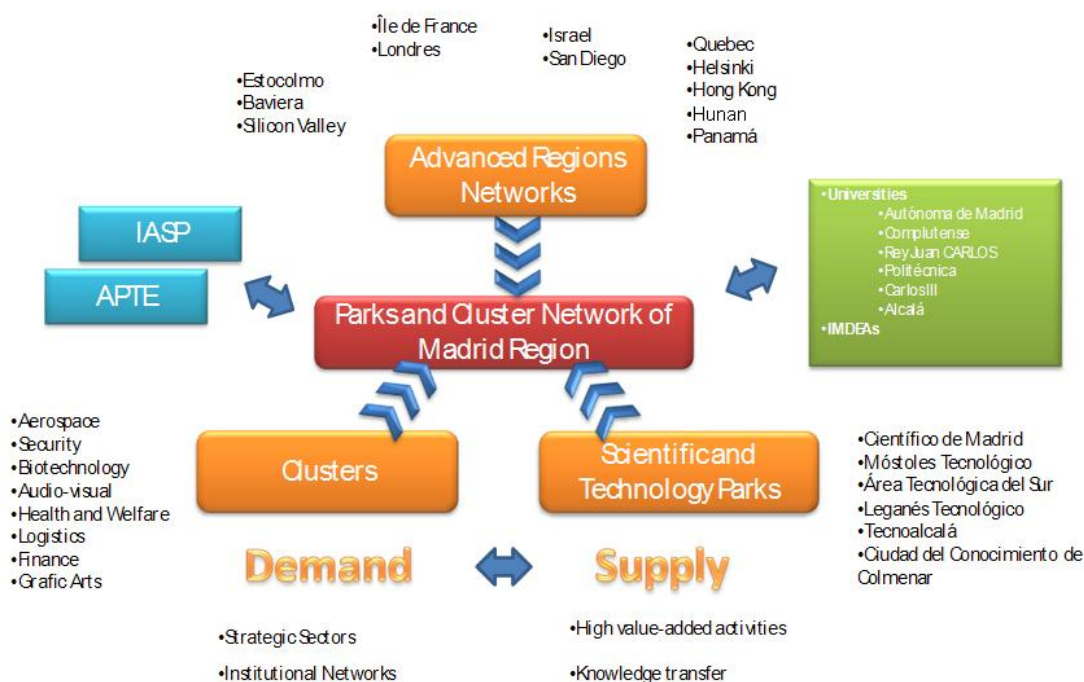 •Île de France
•Londres
•Israel
•San Diego
•Quebec
•Helsinki
•Hong Kong
•Hunan
•Panamá
•Estocolmo
•Baviera
•Silicon Valley
Advanced Regions
Networks
IASP
APTE
•Universities
•Autónoma de Madrid
•Complutense
•Rey Juan CARLOS
•Politécnica
•Carlos III
•Alcalá
•IMDEAs
Parks and Cluster Network of
Madrid Region
•Aerospace
•Security
•Biotechnology
•Audio-visual
•Health and Welfare
•Logistics
•Finance
•Grafic Arts
Clusters
Scientific and
Technology Parks
•Científico de Madrid
•Móstoles Tecnológico
•Área Tecnológica del Sur
•Leganés Tecnológico
•Tecnoalcalá
•Ciudad del Conocimiento de
Colmenar
Demand
Supply
•Strategic Sectors
•Institutional Networks
•High value-added activities
•Knowledge transfer